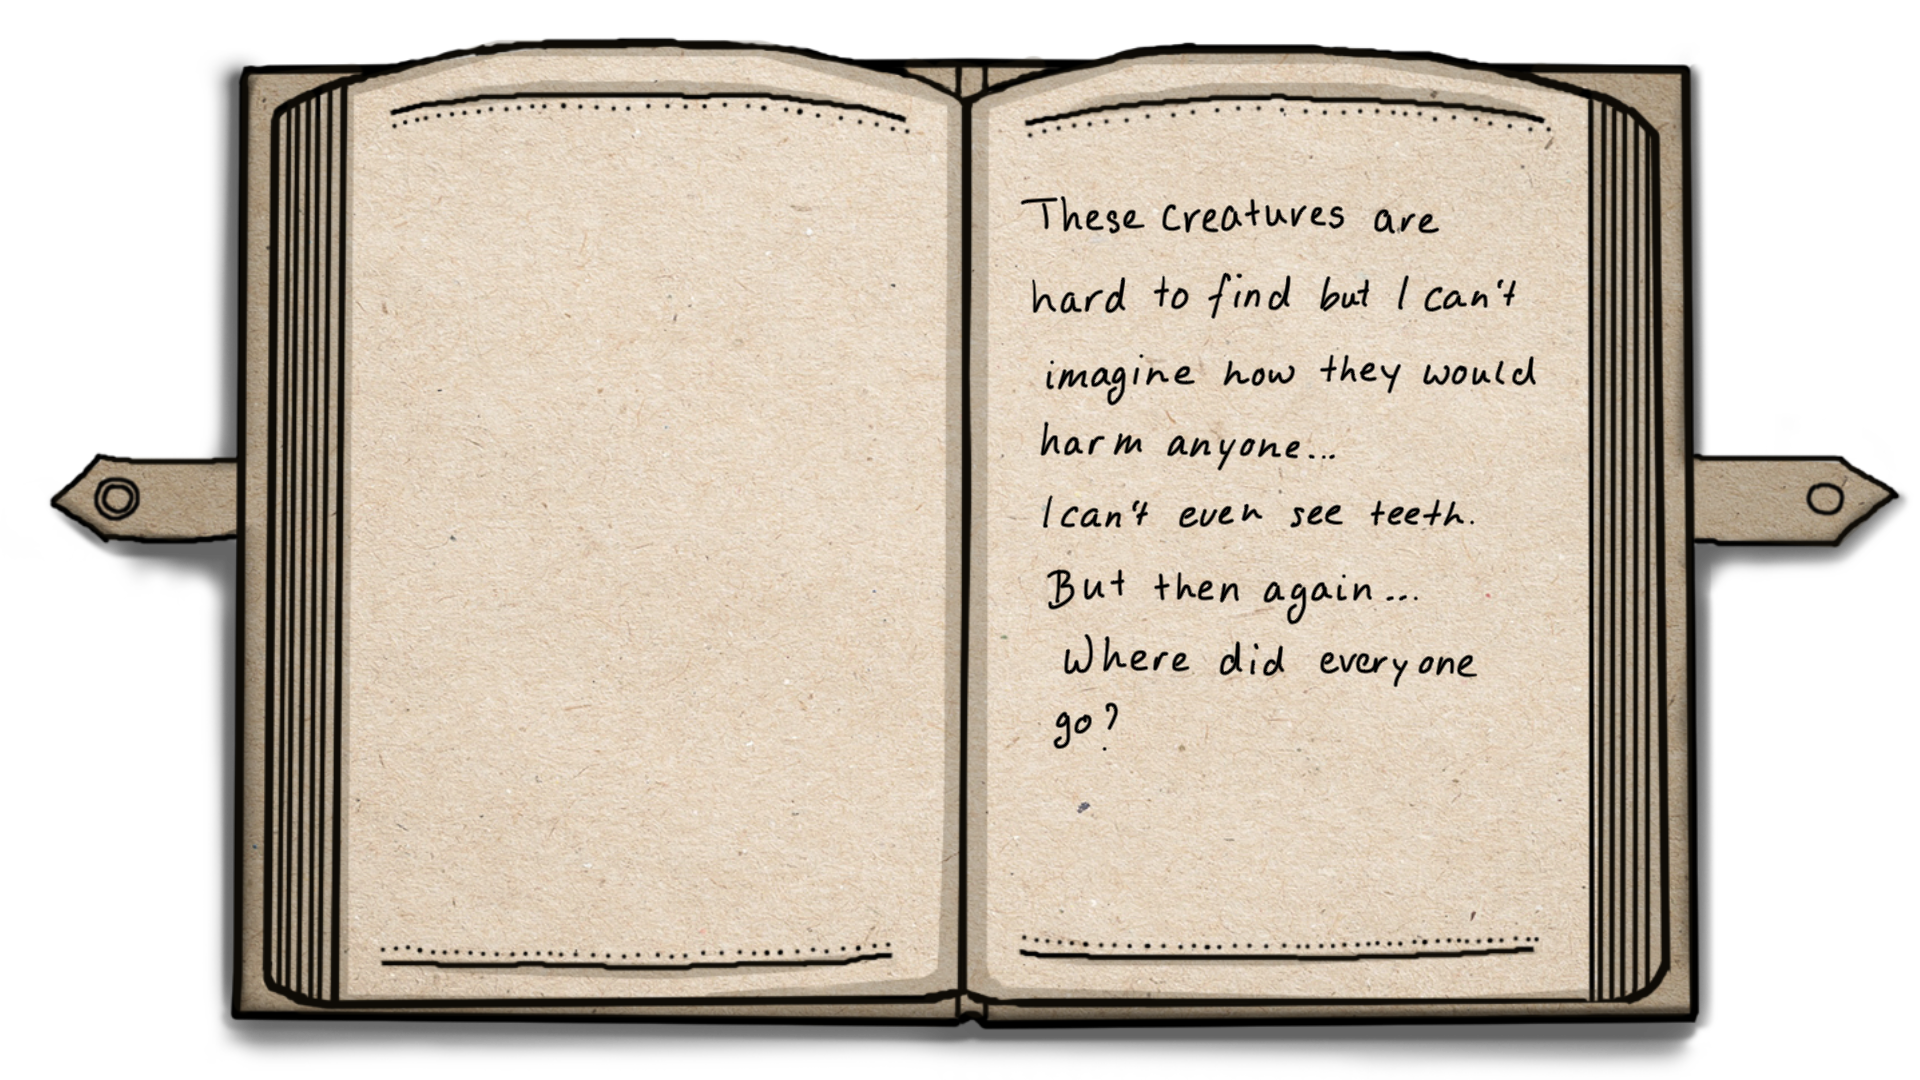 These creatures are
hard to find but I can't
imagine how they would
harm anyone...
I can't even see teeth.
But then again...
Where did everyone
go?